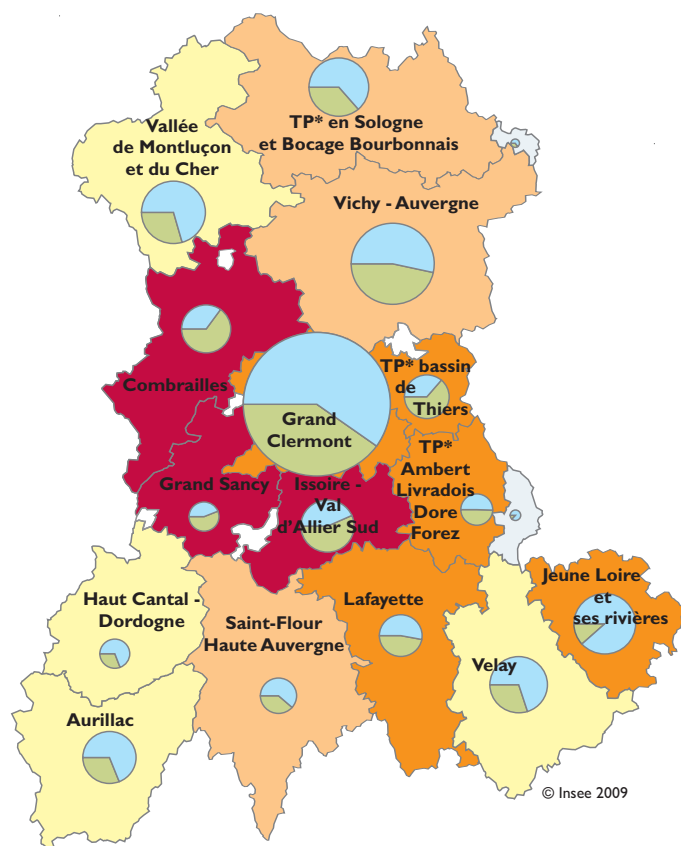 TP* en Sologne
et Bocage Bourbonnais
Vallée
de Montluçon
et du Cher
Vichy - Auvergne
Combrailles
Grand
Clermont
TP* bassin
de
Thiers
TP*
Ambert
Livradois
Dore
Forez
Grand Sancy
Issoire -
Val
d'Allier Sud
Haut Cantal -
Dordogne
Saint-Flour
Haute Auvergne
Lafayette
Jeune Loire
et
ses rivières
Velay
Aurillac
© Insee 2009